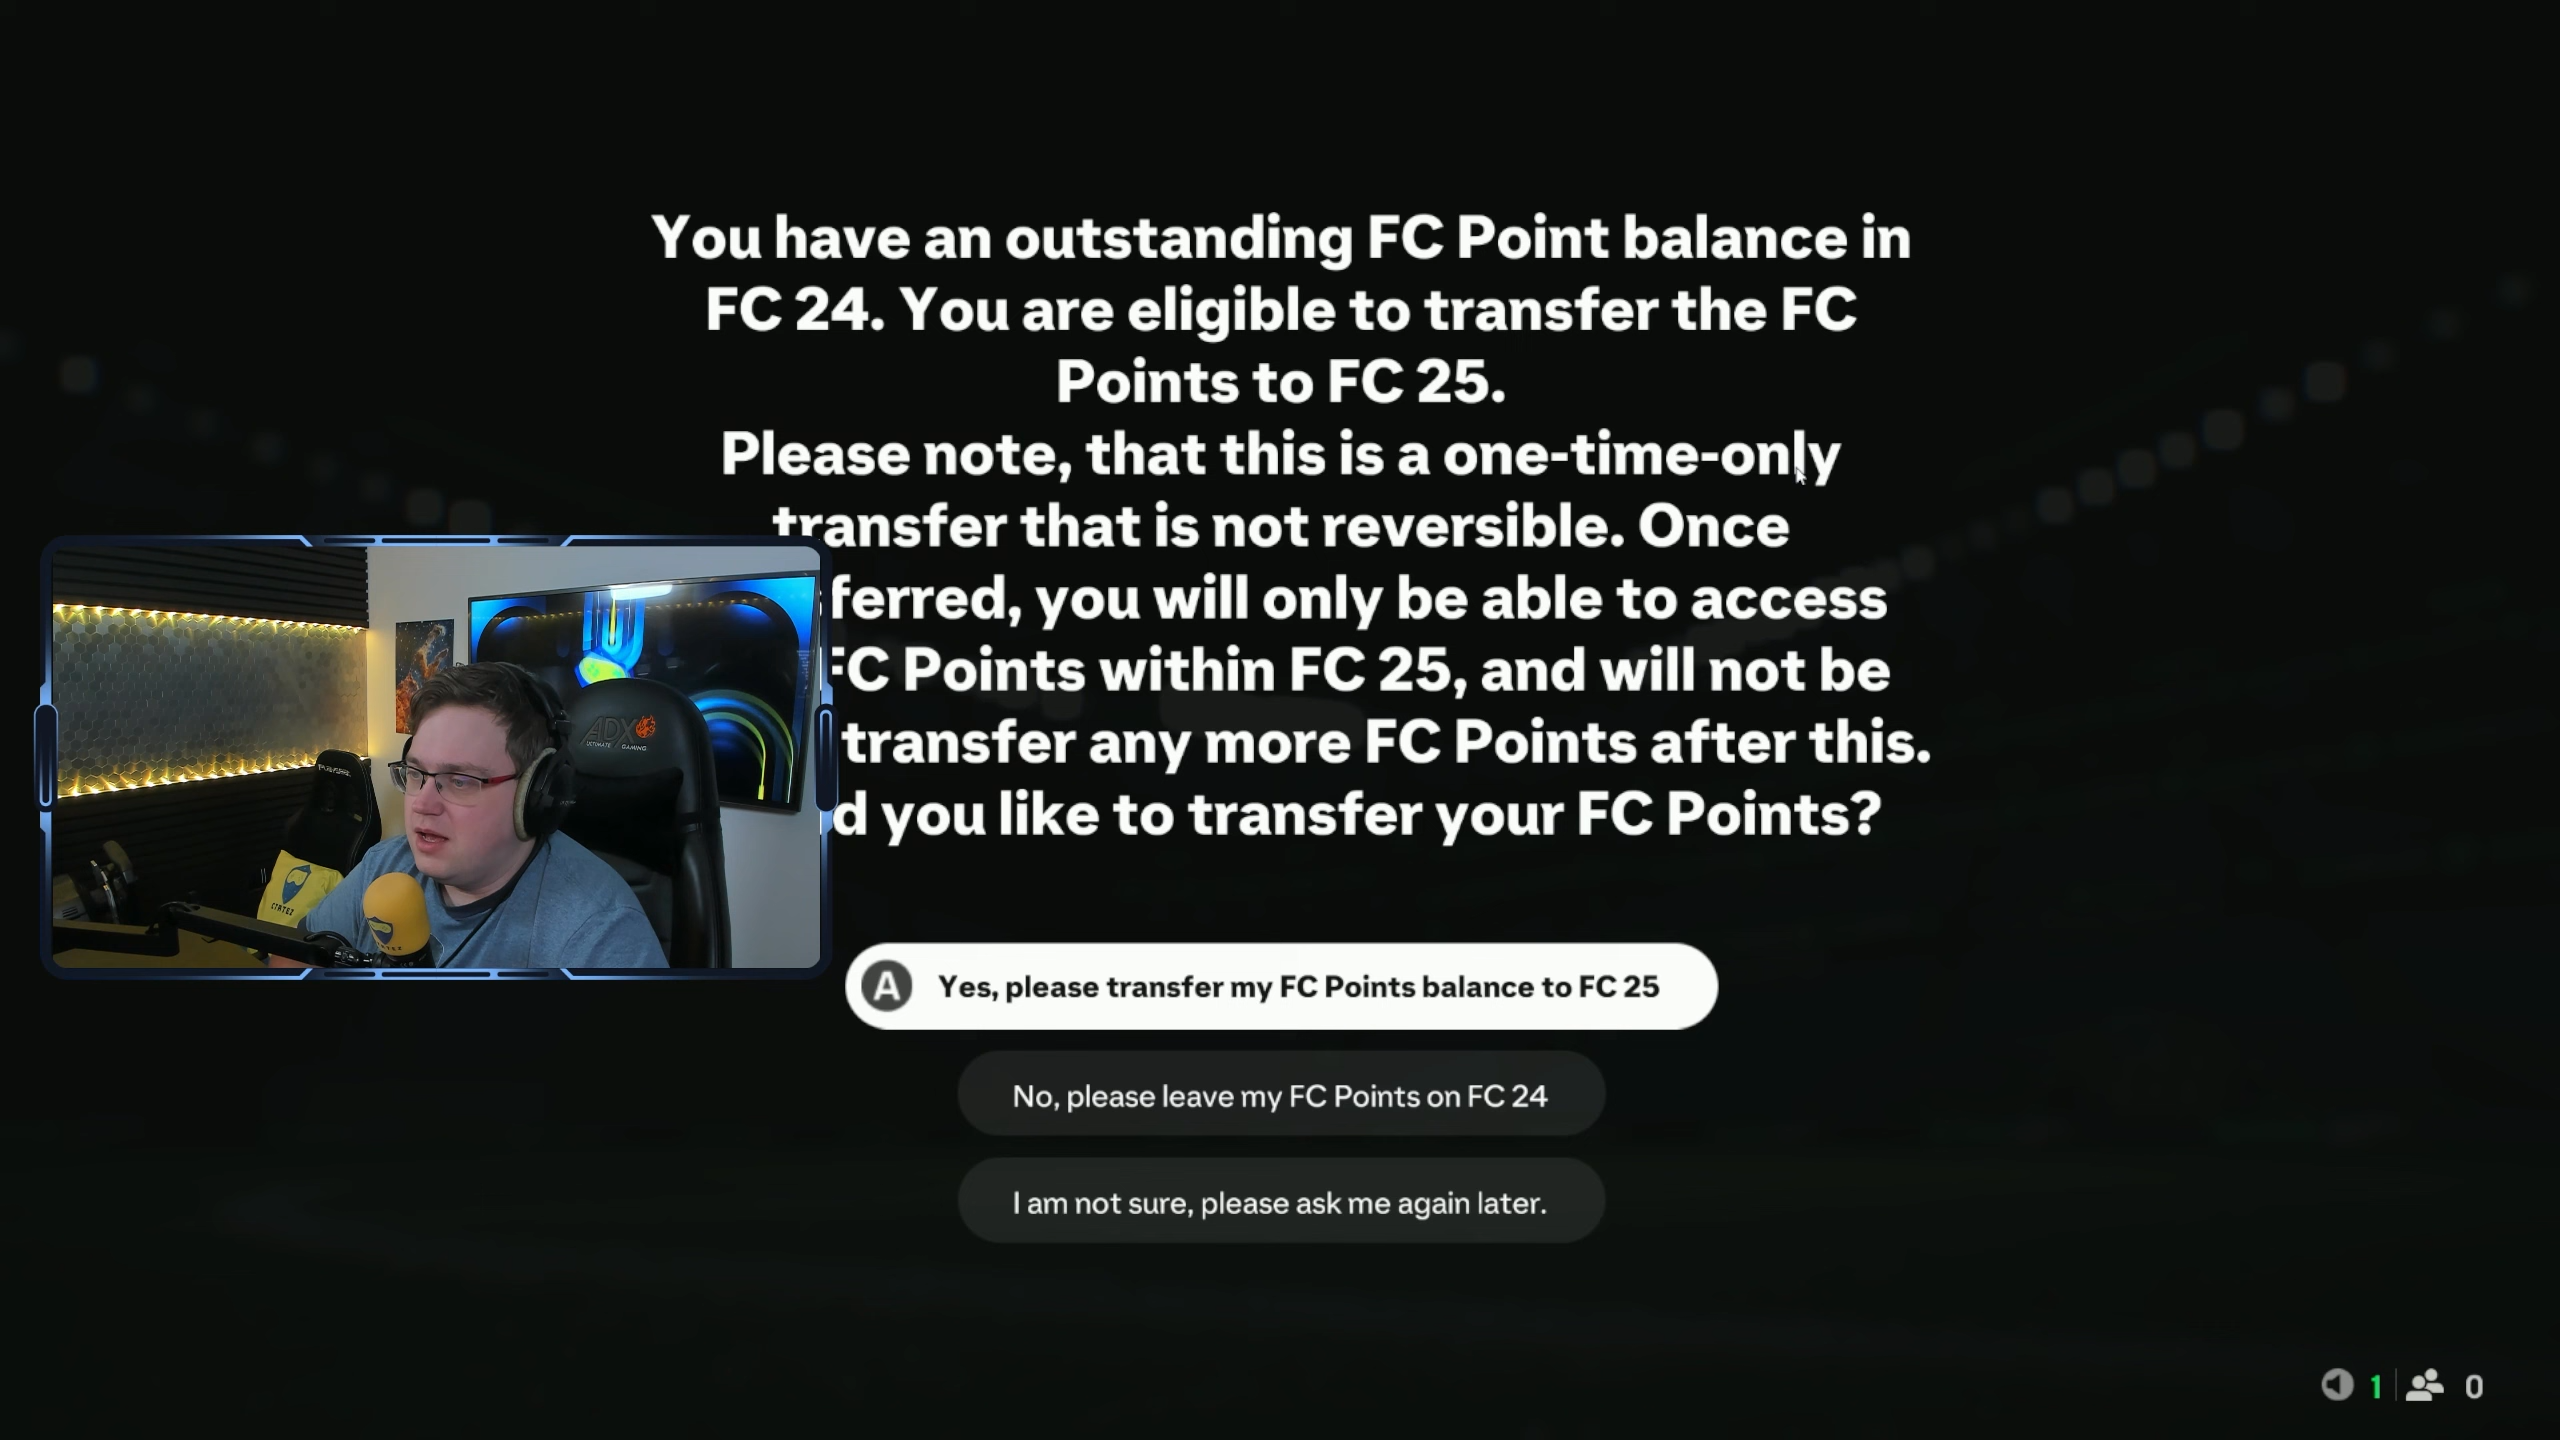 You have an outstanding FC Point balance in
FC 24. You are eligible to transfer the FC
Points to FC 25.
Please note, that this is a one-time-only
transfer that is not reversible. Once
ferred, you will only be able to access
FC Points within FC 25, and will not be
transfer any more FC Points after this.
d you like to transfer your FC Points?
ADX
ULTIMATE GAMING
A Yes, please transfer my FC Points balance to FC 25
No, please leave my FC Points on FC 24
I am not sure, please ask me again later.
1 0